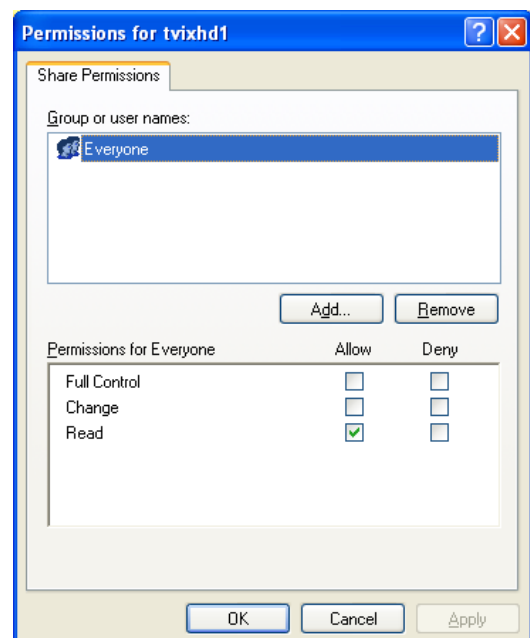 Permissions for tvixhd1
Share Permissions
Group or user names:
Everyone
Add...
Remove
Permissions for Everyone Allow Deny
Full Control
Change
Read
OK
Cancel
Apply